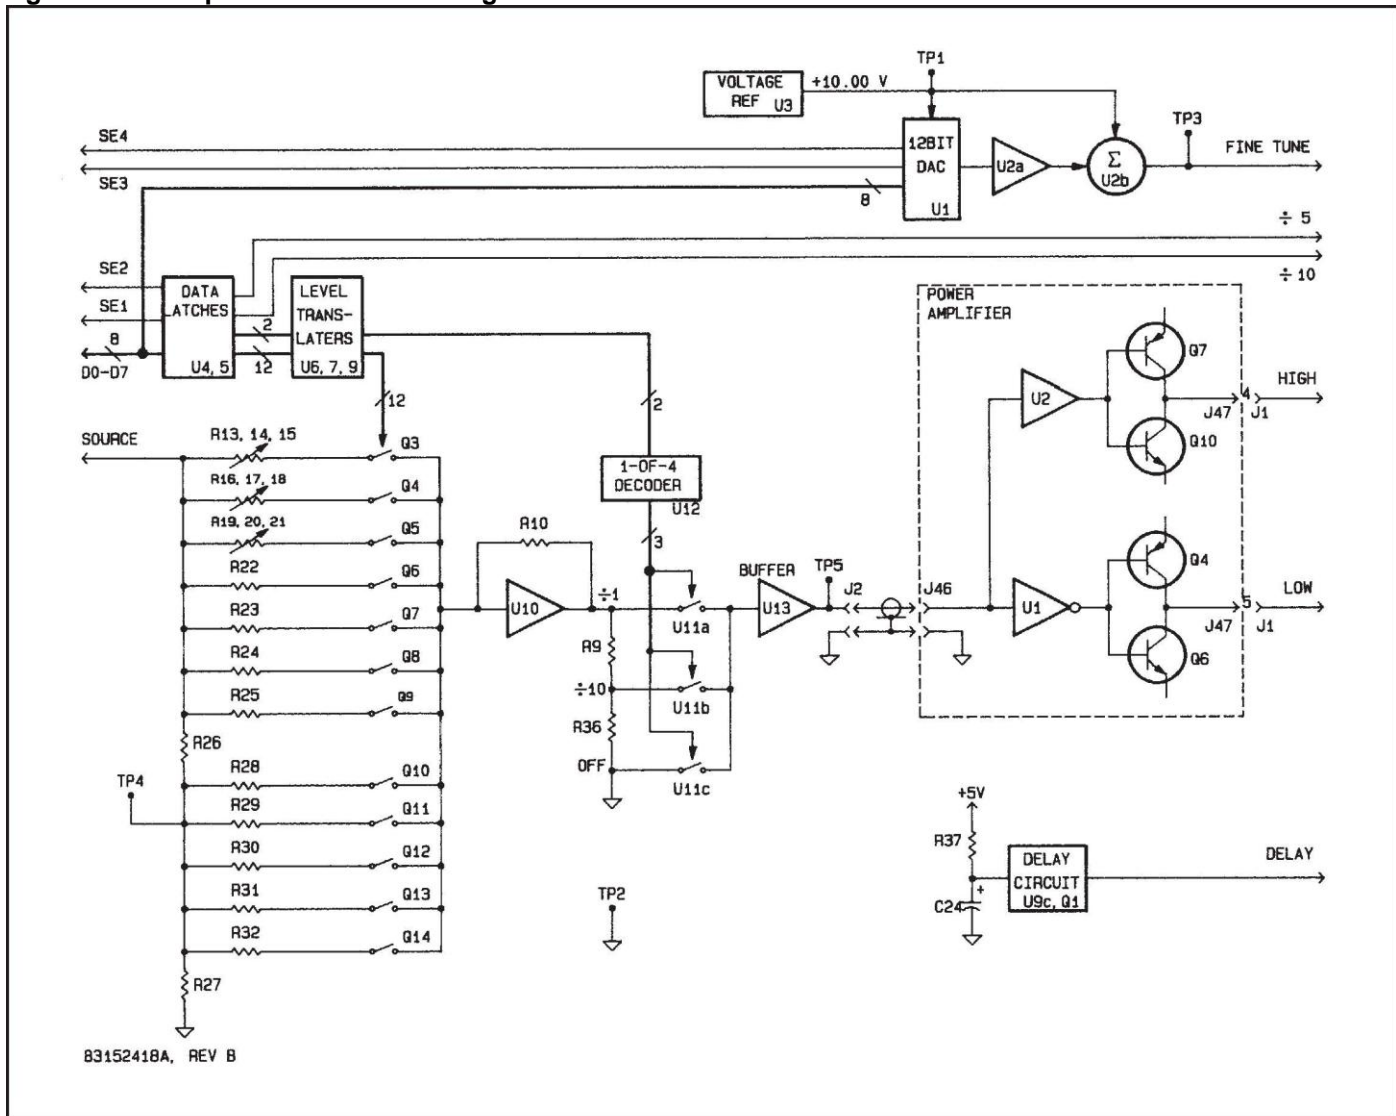 TP1
VOLTAGE
REF U3
+10.00 V
TP3
SE4
12BIT
DAC
U1
U2a
Σ
U2b
FINE TUNE
SE3
8
÷ 5
÷ 10
SE2
SE1
8
D0-D7
DATA
LATCHES
U4, 5
2
12
LEVEL
TRANS-
LATERS
U6, 7, 9
12
2
POWER
AMPLIFIER
Q7
U2
4
HIGH
J47
J1
Q10
SOURCE
R13, 14, 15
Q3
R16, 17, 18
Q4
R19, 20, 21
Q5
R22
Q6
R23
Q7
R24
Q8
R25
Q9
R26
R28
Q10
TP4
R29
Q11
R30
Q12
R31
Q13
R32
Q14
R27
1-OF-4
DECODER
U12
3
R10
U10
÷1
U11a
R9
÷10
U11b
R36
OFF
U11c
BUFFER
U13
TP5
J2
J46
U1
Q4
5
LOW
J47
J1
Q6
TP2
+5V
R37
C24
+
DELAY
CIRCUIT
U9c, Q1
DELAY
83152418A, REV B